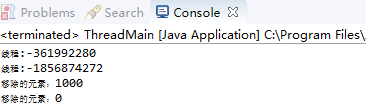 Problems Search Console
<terminated> ThreadMain [Java Application] C:\Program Files\
线程:-361992280
线程:-1856874272
移除的元素：1000
移除的元素：0